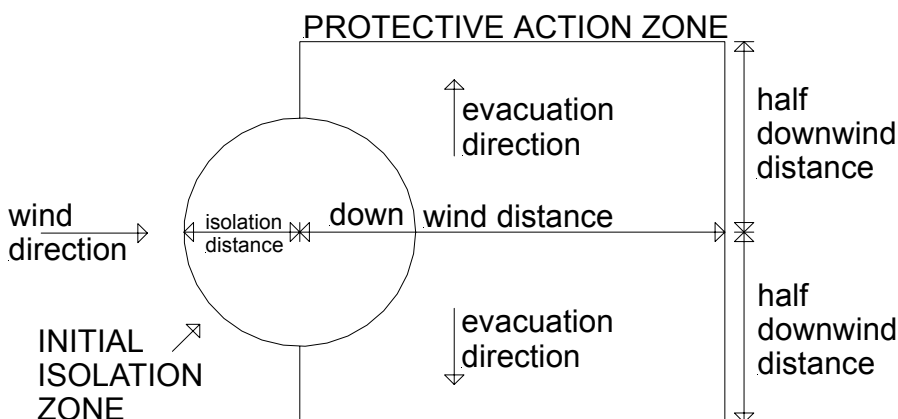 PROTECTIVE ACTION ZONE
evacuation
direction
half
downwind
distance
wind
direction
isolation
distance
down wind distance
evacuation
direction
half
downwind
distance
INITIAL
ISOLATION
ZONE